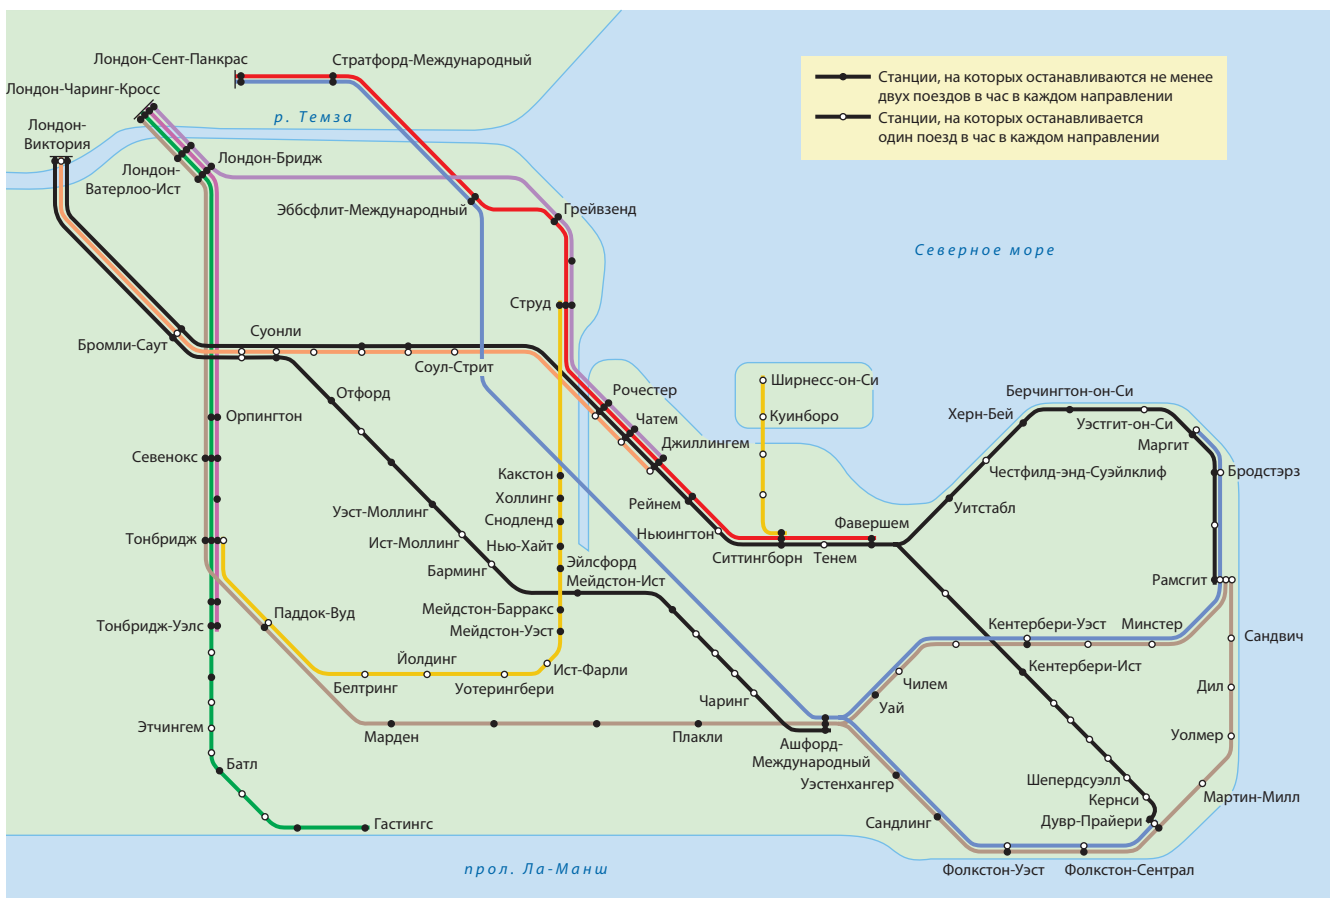 Лондон-Сент-Панкрас
Стратфорд-Международный
Лондон-Чаринг-Кросс
Лондон-
Виктория
р. Темза
Лондон-Бридж
Лондон-
Ватерлоо-Ист
Эббсфлит-Международный
Грейвзенд
Станции, на которых останавливаются не менее
двух поездов в час в каждом направлении
Станции, на которых останавливается
один поезд в час в каждом направлении
Северное море
Струд
Бромли-Саут
Суонли
Соул-Стрит
Отфорд
Орпингтон
Севенокс
Рочестер
Чатем
Джиллингем
Ширнесс-он-Си
Куинборо
Берчингтон-он-Си
Херн-Бей
Уэстгит-он-Си
Маргит
Бродстэрз
Честфилд-энд-Суэйлклиф
Уитстабл
Какстон
Холлинг
Снодленд
Нью-Хайт
Эйлсфорд
Мейдстон-Ист
Мейдстон-Барракс
Мейдстон-Уэст
Рейнем
Ньюингтон
Ситтингборн
Тенем
Фавершем
Уэст-Моллинг
Ист-Моллинг
Барминг
Тонбридж
Тонбридж-Уэлс
Паддок-Вуд
Йолдинг
Белтринг
Уотерингбери
Ист-Фарли
Рамсгит
Кентербери-Уэст
Минстер
Сандвич
Кентербери-Ист
Чилем
Уай
Дил
Уолмер
Чаринг
Этчингем
Марден
Плакли
Ашфорд-
Международный
Батл
Гастингс
Уэстенхангер
Сандлинг
Шепердсуэлл
Кернси
Дувр-Прайери
Мартин-Милл
Фолкстон-Уэст
Фолкстон-Сентрал
прол. Ла-Манш